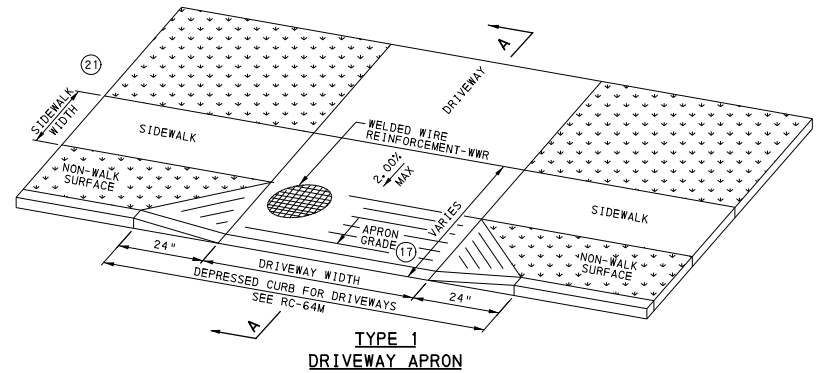 A
21
DRIVEWAY
SIDEWALK
WIDTH
WELDED WIRE
REINFORCEMENT-WWR
SIDEWALK
2.00%
MAX
NON-WALK
SURFACE
VARIES
SIDEWALK
APRON
GRADE
17
24"
DRIVEWAY WIDTH
NON-WALK
SURFACE
DEPRESSED CURB FOR DRIVEWAYS
SEE RC-64M
24"
A
TYPE 1
DRIVEWAY APRON